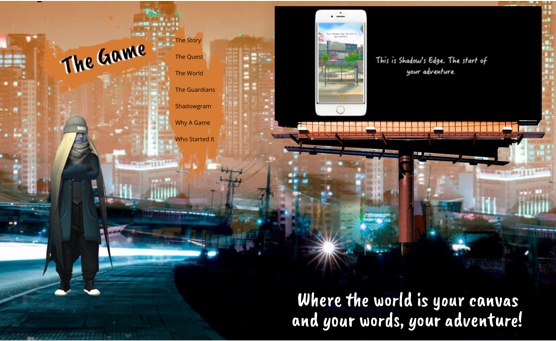 The Game
The Story
The Quest
The World
The Guardians
Shadowgram
Why A Game
Who Started It
This is Shadow's Edge. The start of
your adventure.
Where the world is your canvas
and your words, your adventure!